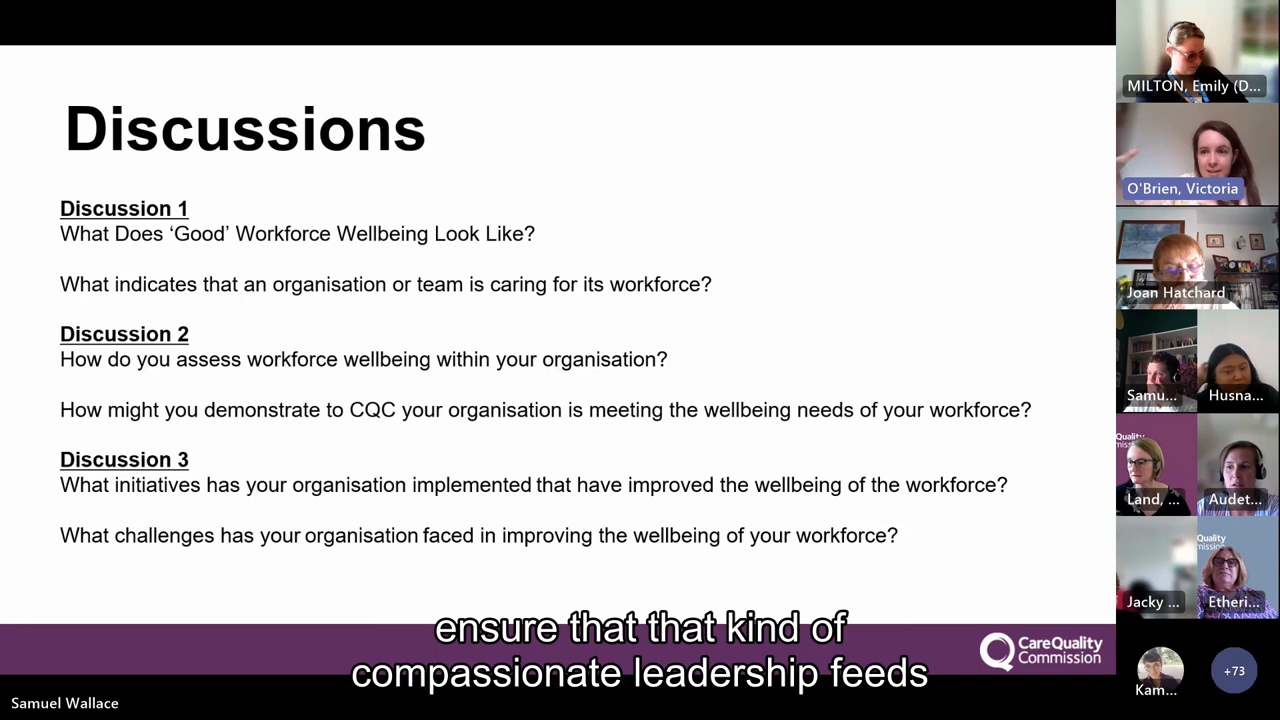 Discussions
Discussion 1
What Does ‘Good’ Workforce Wellbeing Look Like?
What indicates that an organisation or team is caring for its workforce?
Discussion 2
How do you assess workforce wellbeing within your organisation?
How might you demonstrate to CQC your organisation is meeting the wellbeing needs of your workforce?
Discussion 3
What initiatives has your organisation implemented that have improved the wellbeing of the workforce?
What challenges has your organisation faced in improving the wellbeing of your workforce?
ensure that that kind of
compassionate leadership feeds
CareQuality
Commission
Samuel Wallace
MILTON, Emily (D...
O'Brien, Victoria
Joan Hatchard
Samu...
Husna...
Quality
Land, ...
Audet...
Jacky ...
Quality
mmission
Etheri...
Kam...
+73